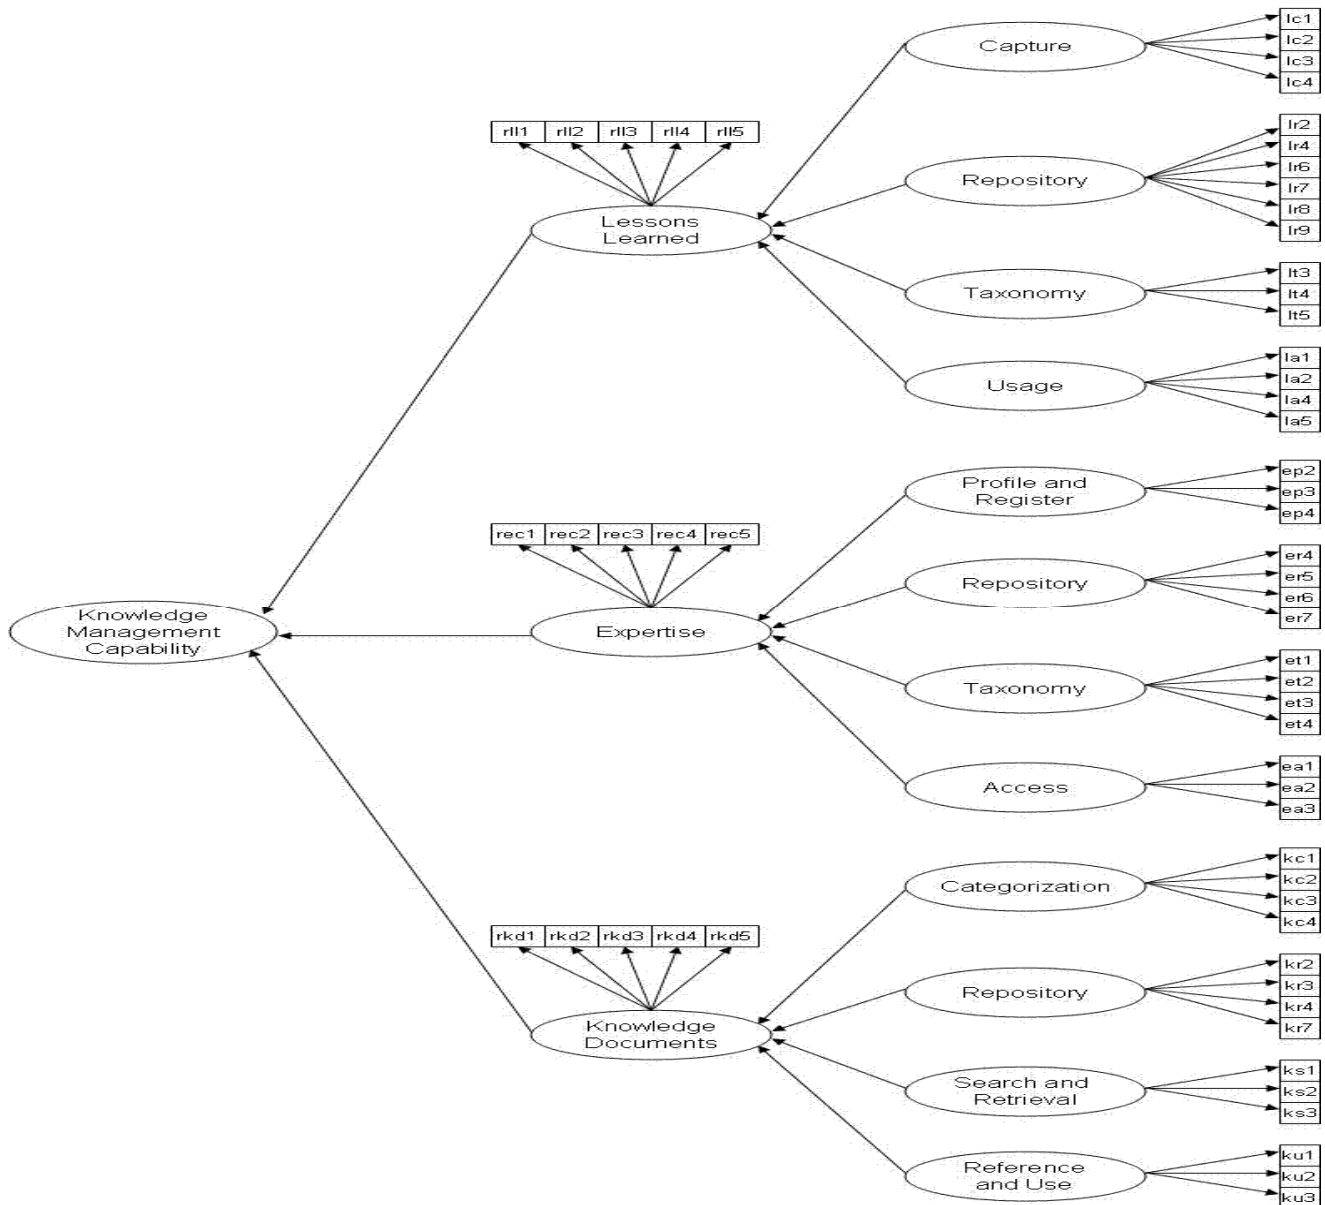 Capture
lc1
lc2
lc3
lc4
rll1 rll2 rll3 rll4 rll5
Lessons
Learned
Repository
lr2
lr4
lr6
lr7
lr8
lr9
Taxonomy
lt3
lt4
lt5
Usage
la1
la2
la4
la5
Profile and
Register
ep2
ep3
ep4
rec1 rec2 rec3 rec4 rec5
Expertise
Repository
er4
er5
er6
er7
Knowledge
Management
Capability
Taxonomy
et1
et2
et3
et4
Access
ea1
ea2
ea3
Categorization
kc1
kc2
kc3
kc4
rkd1 rkd2 rkd3 rkd4 rkd5
Knowledge
Documents
Repository
kr2
kr3
kr4
kr7
Search and
Retrieval
ks1
ks2
ks3
Reference
and Use
ku1
ku2
ku3